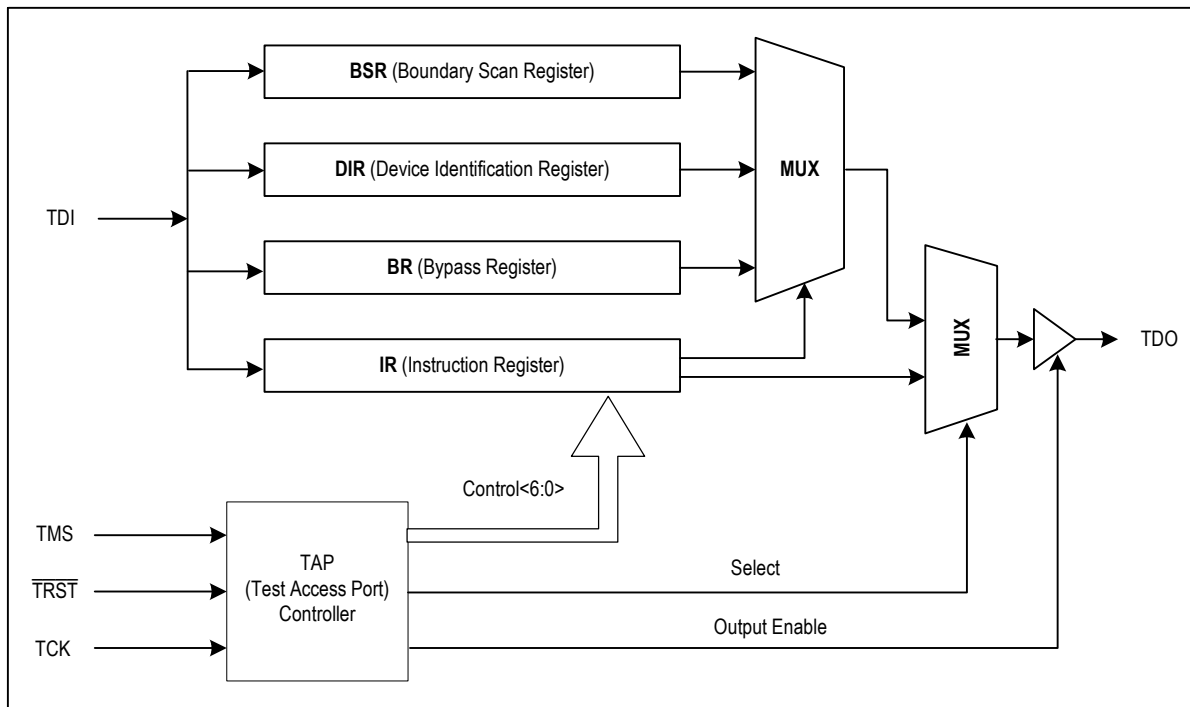 BSR (Boundary Scan Register)
DIR (Device Identification Register)
MUX
TDI
BR (Bypass Register)
MUX
TDO
IR (Instruction Register)
Control<6:0>
TMS
TRST
TCK
TAP
(Test Access Port)
Controller
Select
Output Enable